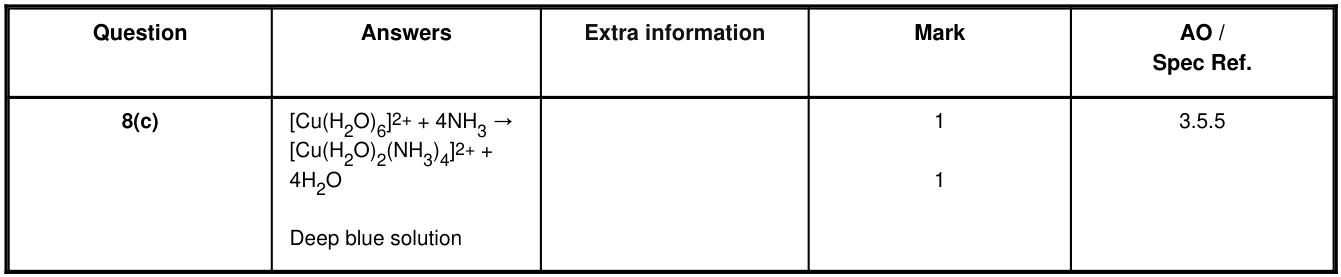 Question Answers Extra information Mark AO /
Spec Ref.
8(c) [Cu(H₂O)₆]²⁺ + 4NH₃ → 1 3.5.5
[Cu(H₂O)₂(NH₃)₄]²⁺ +
4H₂O 1
Deep blue solution